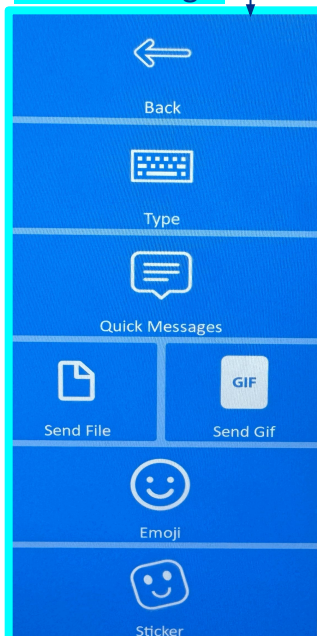 Back
Type
Quick Messages
GIF
Send File
Send Gif
Emoji
Sticker